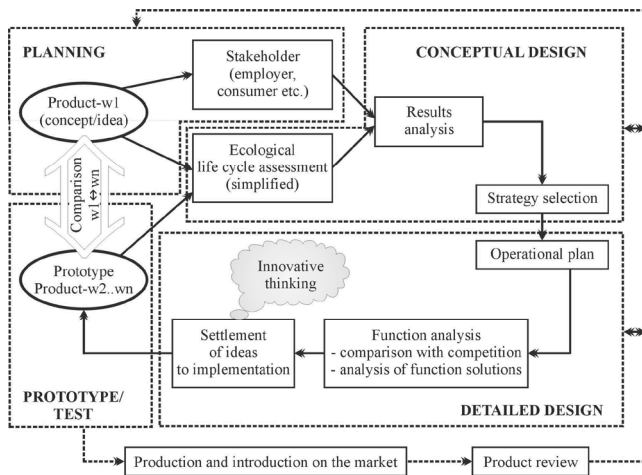 PLANNING
Stakeholder
(employer,
consumer etc.)
CONCEPTUAL DESIGN
Product-w1
(concept/idea)
Results
analysis
Ecological
life cycle assessment
(simplified)
Comparison
w1⇔wn
Strategy selection
Prototype
Product-w2..wn
Operational plan
Innovative
thinking
Settlement
of ideas
to implementation
Function analysis
- comparison with competition
- analysis of function solutions
PROTOTYPE/
TEST
DETAILED DESIGN
Production and introduction on the market
Product review